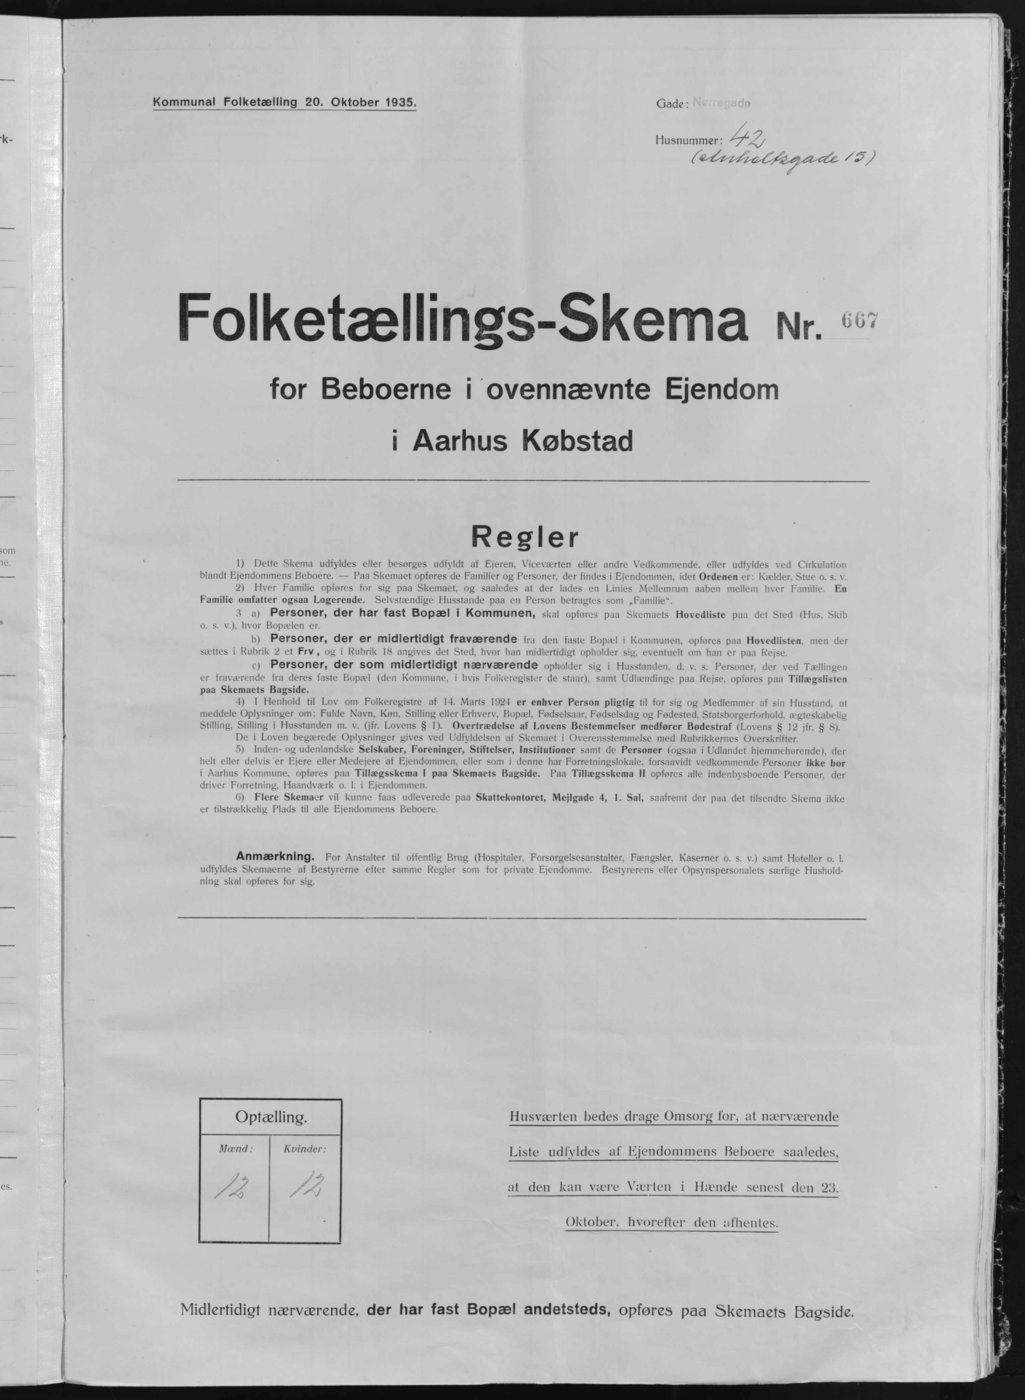 Kommunal Folketælling 20. Oktober 1935.
Gade: Nørregade
Husnummer: 42
(Anholtsgade 15)
Folketællings-Skema Nr. 667
for Beboerne i ovennævnte Ejendom
i Aarhus Købstad
Regler
1) Dette Skema udfyldes eller besørges udfyldt af Ejeren, Viceværten eller andre Vedkommende, eller udfyldes ved Cirkulation
blandt Ejendommens Beboere. — Paa Skemaet opføres de Familier og Personer, der findes i Ejendommen, idet Ordenen er: Kælder, Stue o. s. v.
2) Hver Familie opføres for sig paa Skemaet, og saaledes at der lades en Linies Mellemrum aaben mellem hver Familie. En
Familie omfatter ogsaa Logerende. Selvstændige Husstande paa en Person betragtes som „Familie“.
3 a) Personer, der har fast Bopæl i Kommunen, skal opføres paa Skemaets Hovedliste paa det Sted (Hus, Skib
o. s. v.), hvor Bopælen er.
b) Personer, der er midlertidigt fraværende fra den faste Bopæl i Kommunen, opføres paa Hovedlisten, men der
sættes i Rubrik 2 et Frv., og i Rubrik 18 angives det Sted, hvor han midlertidigt opholder sig, eventuelt om han er paa Rejse.
c) Personer, der som midlertidigt nærværende opholder sig i Husstanden, d. v. s. Personer, der ved Tællingen
er fraværende fra deres faste Bopæl (den Kommune, i hvis Folkeregister de staar), samt Udlændinge paa Rejse, opføres paa Tillægslisten
paa Skemaets Bagside.
4) I Henhold til Lov om Folkeregistre af 14. Marts 1924 er enhver Person pligtig til for sig og Medlemmer af sin Husstand, at
meddele Oplysninger om: Fulde Navn, Køn, Stilling eller Erhverv, Bopæl, Fødselsaar, Fødselsdag og Fødested, Statsborgerforhold, ægteskabelig
Stilling, Stilling i Husstanden m. v. (jfr. Lovens § 1). Overtrædelse af Lovens Bestemmelser medfører Bødestraf (Lovens § 12 jfr. § 8).
De i Loven begærede Oplysninger gives ved Udfyldelsen af Skemaet i Overensstemmelse med Rubrikkernes Overskrifter.
5) Inden- og udenlandske Selskaber, Foreninger, Stiftelser, Institutioner samt de Personer (ogsaa i Udlandet hjemmehørende), der
helt eller delvis er Ejere eller Medejere af Ejendommen, eller som i denne har Forretningslokale, forsaavidt vedkommende Personer ikke bor
i Aarhus Kommune, opføres paa Tillægsskema I paa Skemaets Bagside. Paa Tillægsskema II opføres alle indenbysboende Personer, der
driver Forretning, Haandværk o. l. i Ejendommen.
6) Flere Skemaer vil kunne faas udleverede paa Skattekontoret, Mejlgade 4, 1. Sal, saafremt der paa det tilsendte Skema ikke
er tilstrækkelig Plads til alle Ejendommens Beboere.
Anmærkning. For Anstalter til offentlig Brug (Hospitaler, Forsørgelsesanstalter, Fængsler, Kaserner o. s. v.) samt Hoteller o. l.
udfyldes Skemaerne af Bestyrerne efter samme Regler som for private Ejendomme. Bestyrerens eller Opsynspersonalets særlige Hushold-
ning skal opføres for sig.
Optælling.
Mænd: Kvinder:
12 12
Husværten bedes drage Omsorg for, at nærværende
Liste udfyldes af Ejendommens Beboere saaledes,
at den kan være Værten i Hænde senest den 23.
Oktober, hvorefter den afhentes.
Midlertidigt nærværende, der har fast Bopæl andetsteds, opføres paa Skemaets Bagside.
rk-
som
ne.
es.